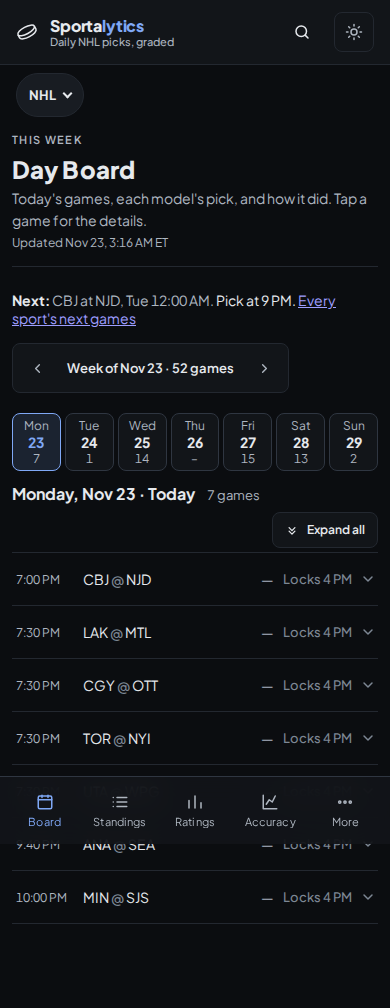 Sportalytics
Daily NHL picks, graded
NHL
THIS WEEK
Day Board
Today's games, each model's pick, and how it did. Tap a
game for the details.
Updated Nov 23, 3:16 AM ET
Next: CBJ at NJD, Tue 12:00 AM. Pick at 9 PM. Every
sport's next games
Week of Nov 23 · 52 games
Mon Tue Wed Thu Fri Sat Sun
23 24 25 26 27 28 29
7 1 14 – 15 13 2
Monday, Nov 23 · Today 7 games
Expand all
7:00 PM CBJ @ NJD — Locks 4 PM
7:30 PM LAK @ MTL — Locks 4 PM
7:30 PM CGY @ OTT — Locks 4 PM
7:30 PM TOR @ NYI — Locks 4 PM
Board Standings Ratings Accuracy More
9:40 PM ANA @ SEA — Locks 4 PM
10:00 PM MIN @ SJS — Locks 4 PM